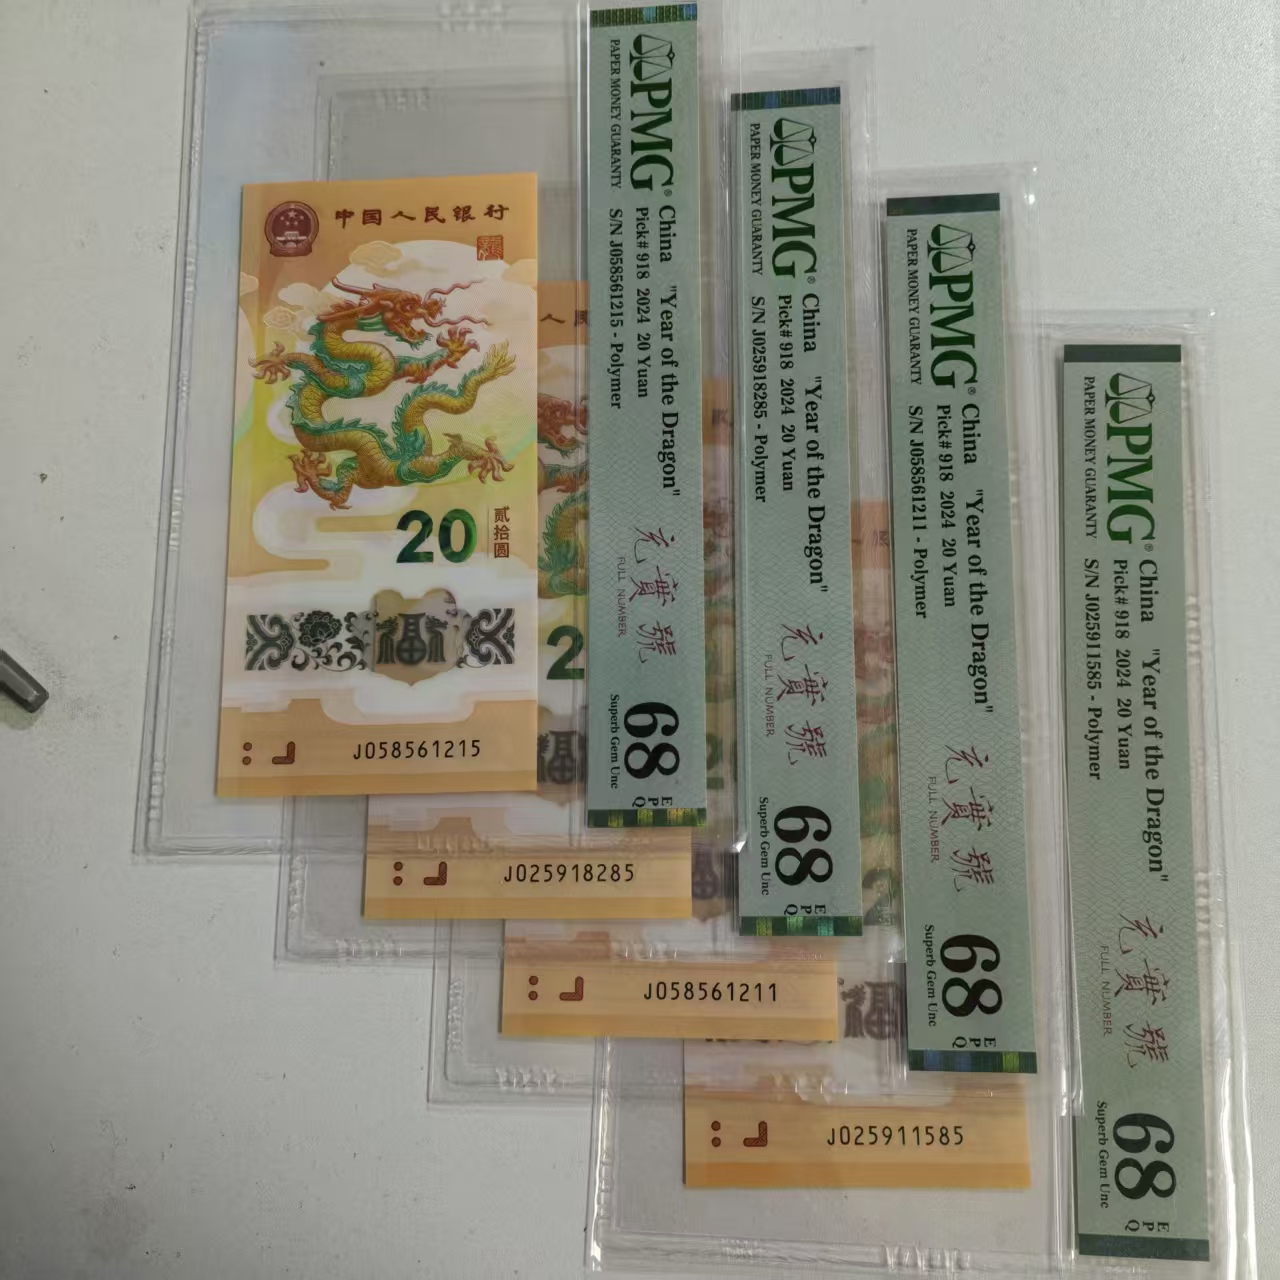 中国人民银行
20
贰拾圆
J058561215
PMG®
PAPER MONEY GUARANTY
China "Year of the Dragon"
Pick# 918 2024 20 Yuan
S/N J058561215 - Polymer
充賣號
FULL NUMBER
68 EPQ
Superb Gem Unc
人民
2
J025918285
PMG®
PAPER MONEY GUARANTY
China "Year of the Dragon"
Pick# 918 2024 20 Yuan
S/N J025918285 - Polymer
FULL NUMBER
68 EPQ
Superb Gem Unc
J058561211
PMG®
PAPER MONEY GUARANTY
China "Year of the Dragon"
Pick# 918 2024 20 Yuan
S/N J058561211 - Polymer
FULL NUMBER
68 EPQ
Superb Gem Unc
J025911585
PMG®
PAPER MONEY GUARANTY
China "Year of the Dragon"
Pick# 918 2024 20 Yuan
S/N J025911585 - Polymer
FULL NUMBER
68 EPQ
Superb Gem Unc